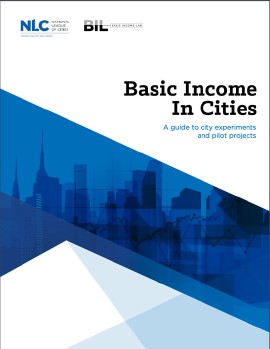 NLC NATIONAL LEAGUE OF CITIES
BIL BASIC INCOME LAB
Basic Income
In Cities
A guide to city experiments
and pilot projects